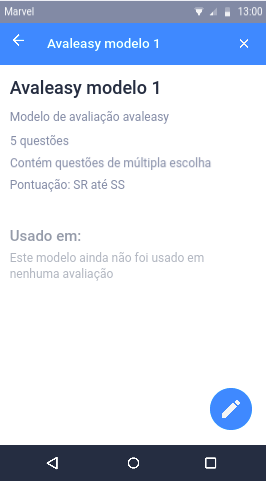 Marvel
13:00
Avaleasy modelo 1
Avaleasy modelo 1
Modelo de avaliação avaleasy
5 questões
Contém questões de múltipla escolha
Pontuação: SR até SS
Usado em:
Este modelo ainda não foi usado em
nenhuma avaliação